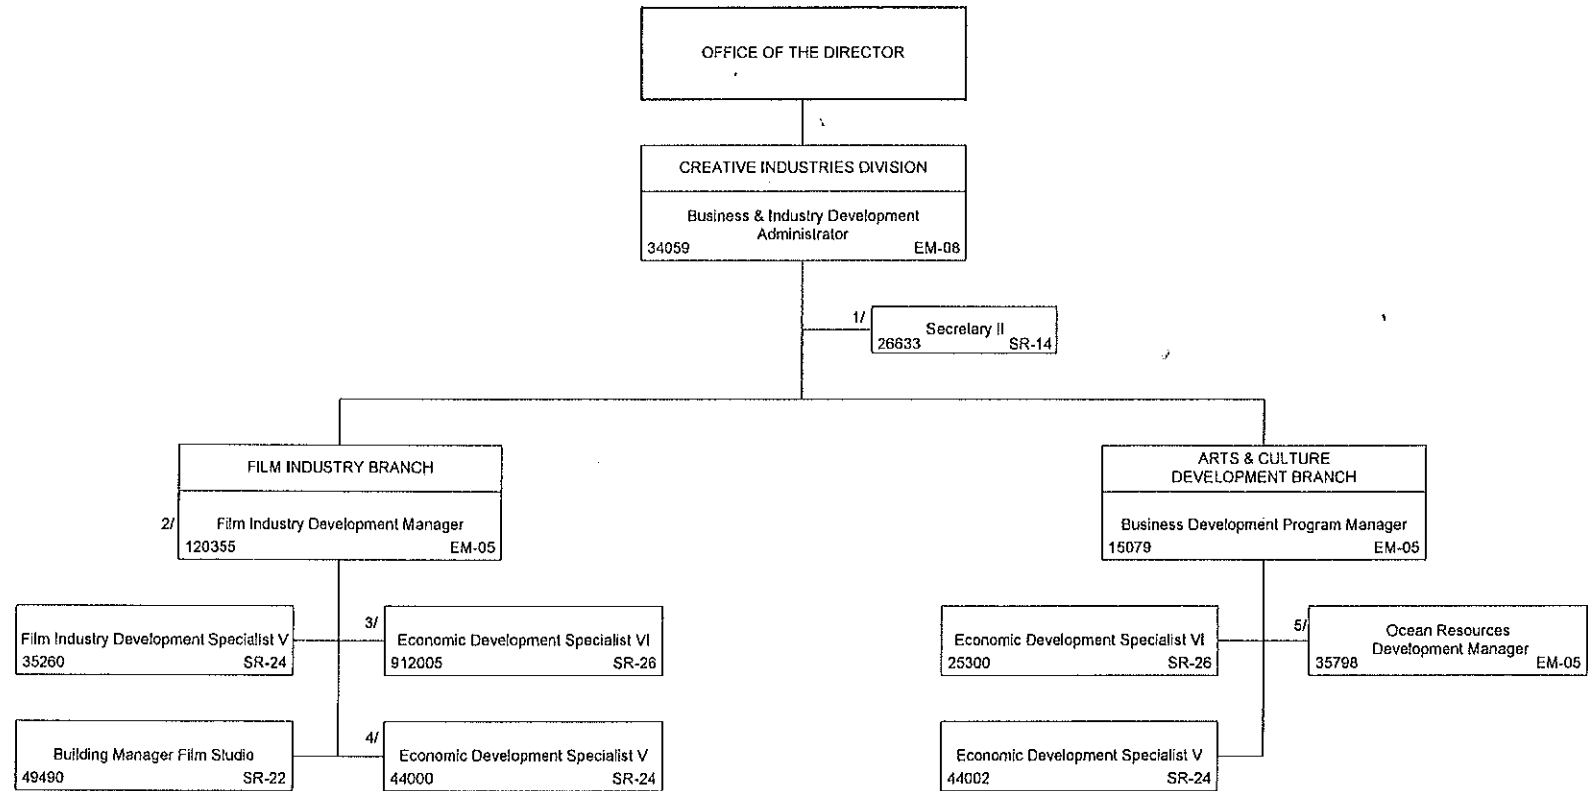 OFFICE OF THE DIRECTOR
CREATIVE INDUSTRIES DIVISION
Business & Industry Development
Administrator
34059 EM-08
1/
Secretary II
26633 SR-14
FILM INDUSTRY BRANCH
2/
Film Industry Development Manager
120355 EM-05
ARTS & CULTURE
DEVELOPMENT BRANCH
Business Development Program Manager
15079 EM-05
Film Industry Development Specialist V
35260 SR-24
3/
Economic Development Specialist VI
912005 SR-26
Economic Development Specialist VI
25300 SR-26
5/
Ocean Resources
Development Manager
35798 EM-05
Building Manager Film Studio
49490 SR-22
4/
Economic Development Specialist V
44000 SR-24
Economic Development Specialist V
44002 SR-24